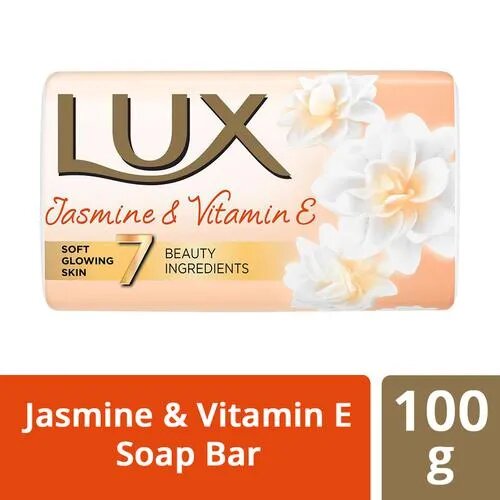 LUX
Jasmine & Vitamin E
SOFT
GLOWING
SKIN
7
BEAUTY
INGREDIENTS
Jasmine & Vitamin E
Soap Bar
100
g